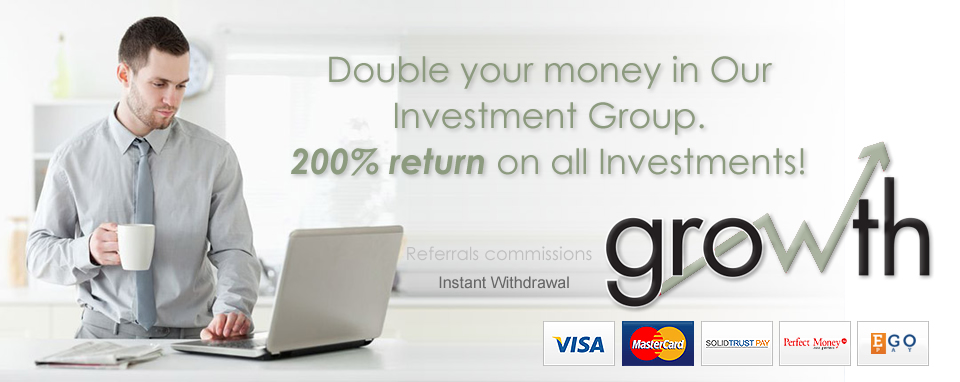 Double your money in Our
Investment Group.
200% return on all Investments!
growth
Referrals commissions
Instant Withdrawal
VISA
MasterCard
SOLIDTRUST PAY
Perfect Money
EGO
PAY